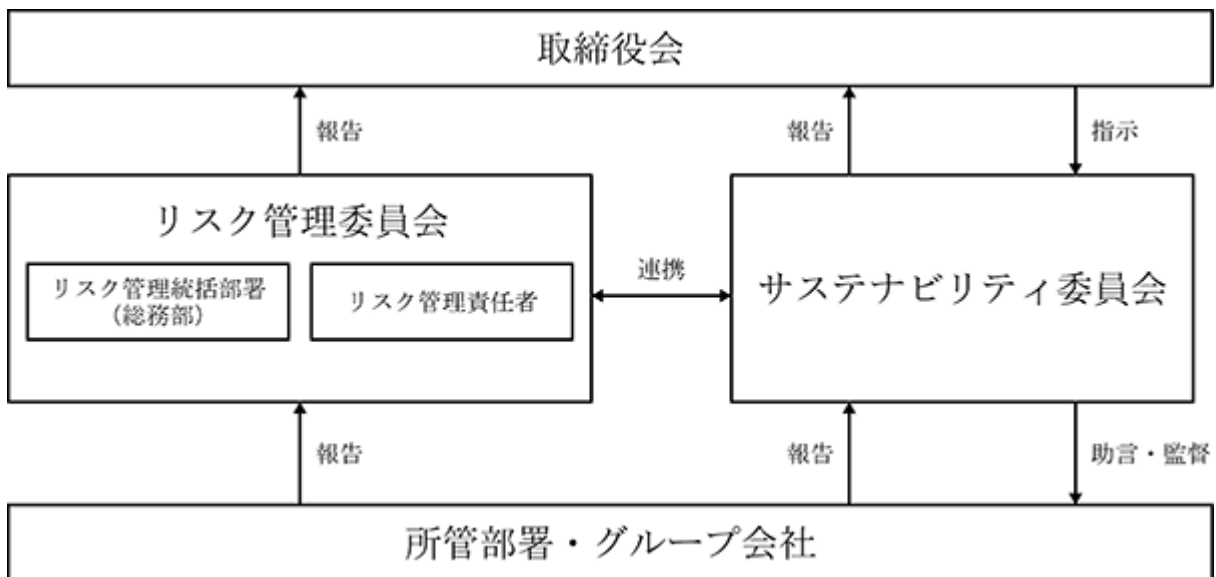 取締役会
報告
報告
指示
リスク管理委員会
リスク管理統括部署
（総務部）
リスク管理責任者
連携
サステナビリティ委員会
報告
報告
助言・監督
所管部署・グループ会社